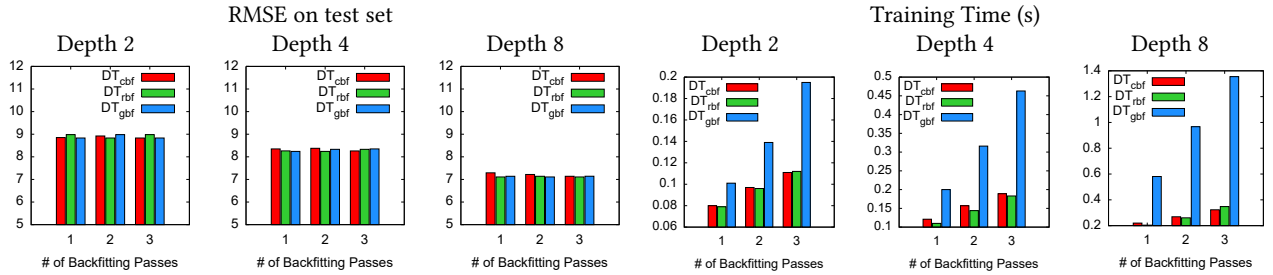 RMSE on test set
Training Time (s)
Depth 2
Depth 4
Depth 8
Depth 2
Depth 4
Depth 8
12
11
10
9
8
7
6
5
DTcbf
DTrbf
DTgbf
1 2 3
# of Backfitting Passes
12
11
10
9
8
7
6
5
DTcbf
DTrbf
DTgbf
1 2 3
# of Backfitting Passes
12
11
10
9
8
7
6
5
DTcbf
DTrbf
DTgbf
1 2 3
# of Backfitting Passes
0.2
0.18
0.16
0.14
0.12
0.1
0.08
0.06
DTcbf
DTrbf
DTgbf
1 2 3
# of Backfitting Passes
0.5
0.45
0.4
0.35
0.3
0.25
0.2
0.15
0.1
DTcbf
DTrbf
DTgbf
1 2 3
# of Backfitting Passes
1.4
1.2
1
0.8
0.6
0.4
0.2
DTcbf
DTrbf
DTgbf
1 2 3
# of Backfitting Passes